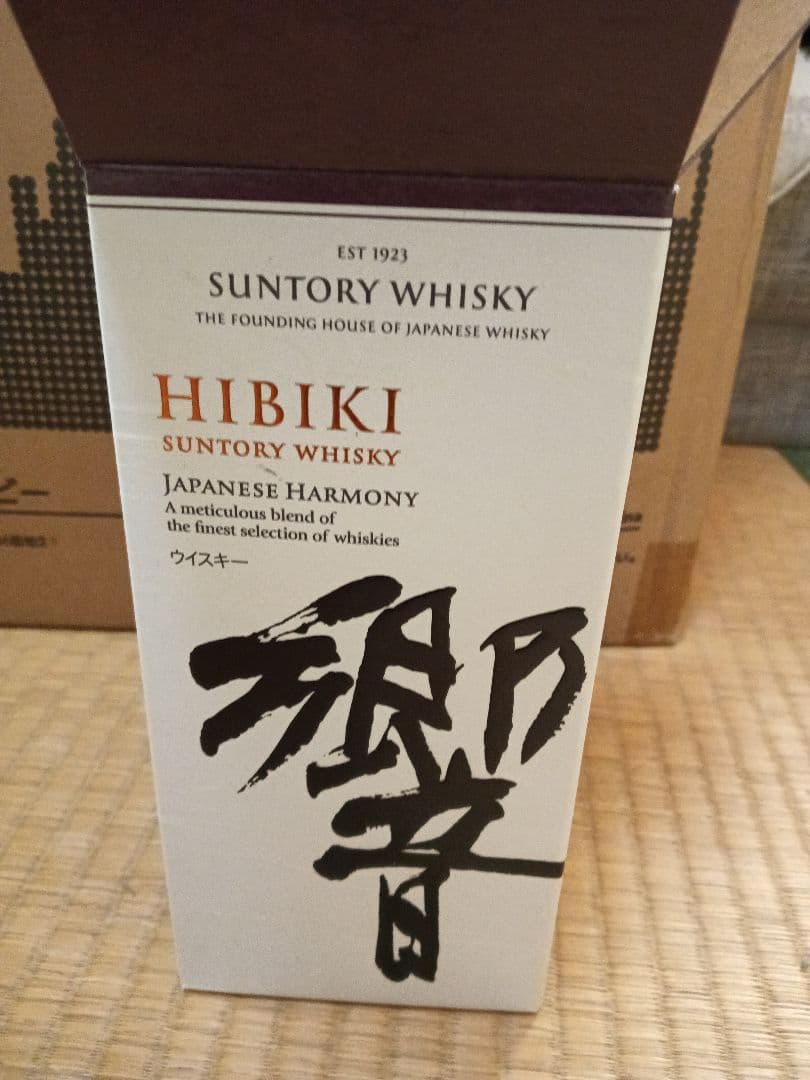 EST 1923
SUNTORY WHISKY
THE FOUNDING HOUSE OF JAPANESE WHISKY
HIBIKI
SUNTORY WHISKY
JAPANESE HARMONY
A meticulous blend of
the finest selection of whiskies
ウイスキー
響